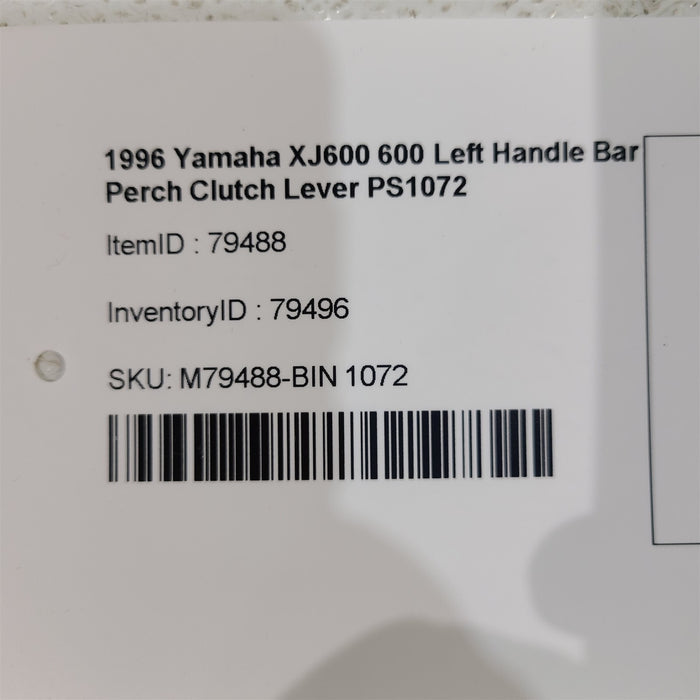 1996 Yamaha XJ600 600 Left Handle Bar
Perch Clutch Lever PS1072
ItemID : 79488
InventoryID : 79496
SKU: M79488-BIN 1072